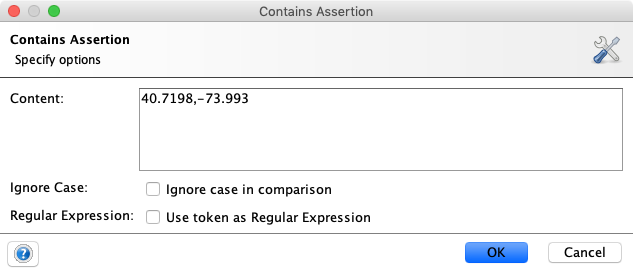 Contains Assertion
Contains Assertion
Specify options
Content:
40.7198,-73.993
Ignore Case:
Ignore case in comparison
Regular Expression:
Use token as Regular Expression
?
OK
Cancel